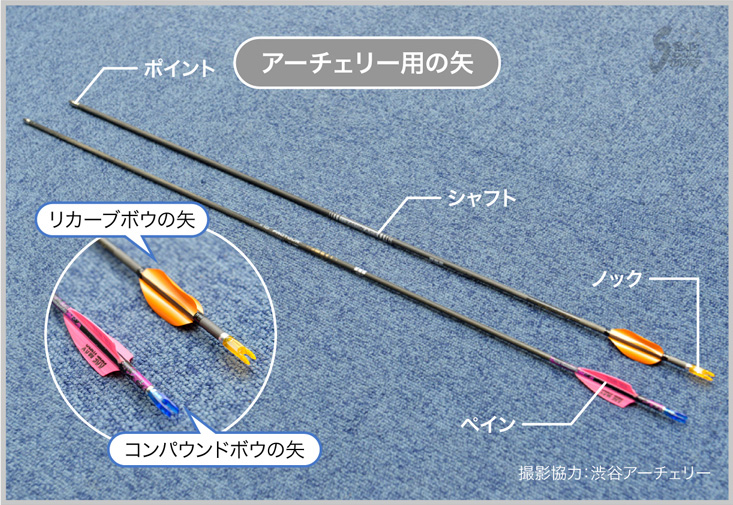 アーチェリー用の矢
ポイント
シャフト
リカーブボウの矢
ノック
ペイン
コンパウンドボウの矢
撮影協力：渋谷アーチェリー